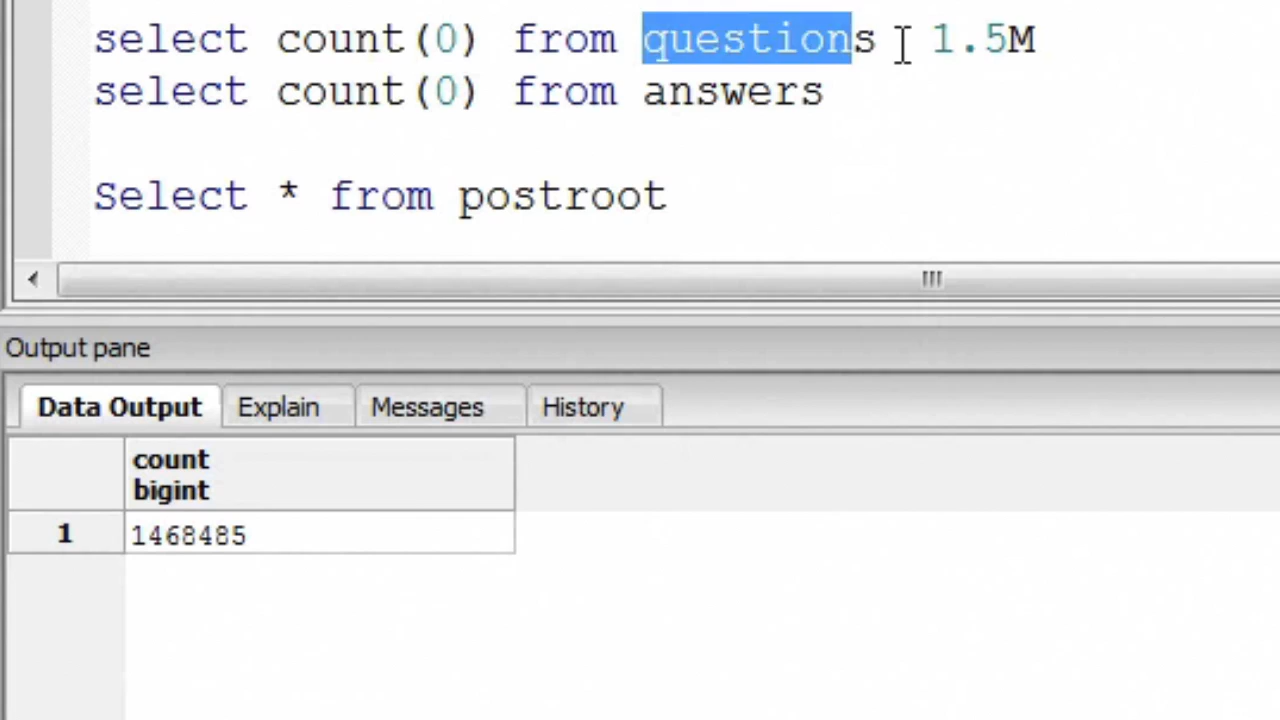 select count(0) from questions 1.5M
select count(0) from answers
Select * from postroot
Output pane
Data Output Explain Messages History
count
bigint
1 1468485